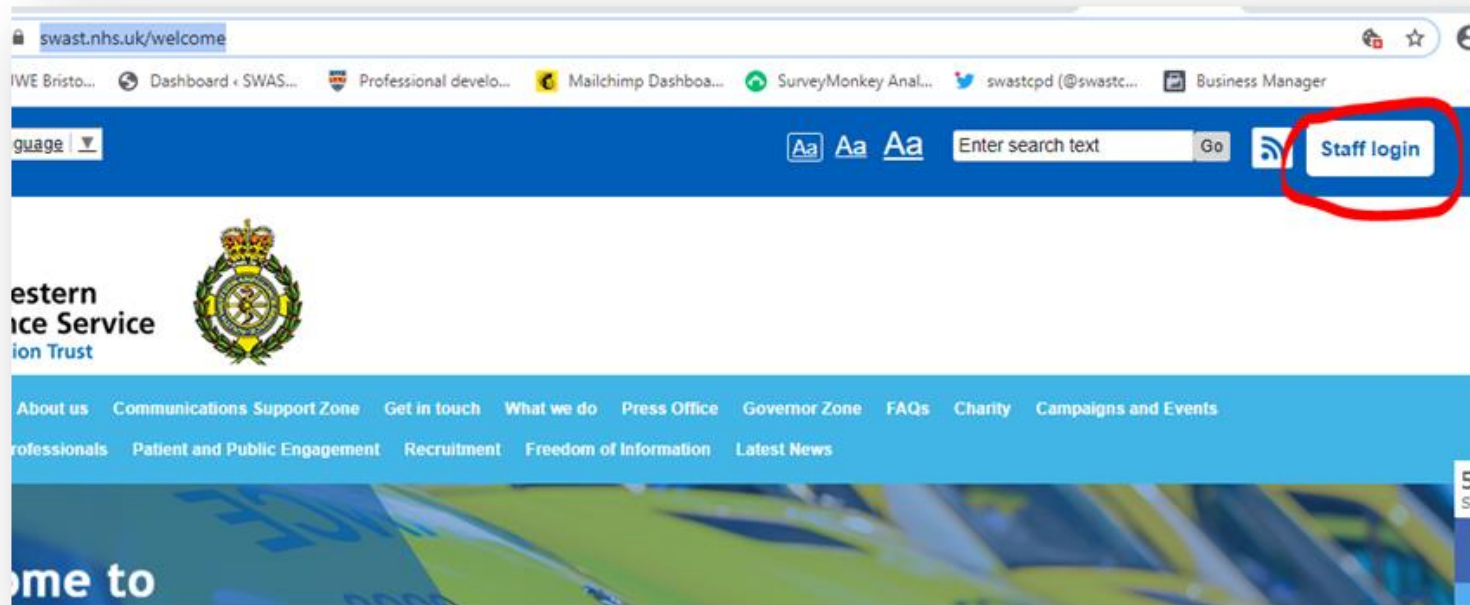 swast.nhs.uk/welcome
WE Bristo... Dashboard ‹ SWAS... Professional develo... Mailchimp Dashboa... SurveyMonkey Anal... swastcpd (@swastc... Business Manager
guage ▼ Aa Aa Aa Enter search text Go Staff login
estern
nce Service
ion Trust
About us Communications Support Zone Get in touch What we do Press Office Governor Zone FAQs Charity Campaigns and Events
rofessionals Patient and Public Engagement Recruitment Freedom of Information Latest News
ome to